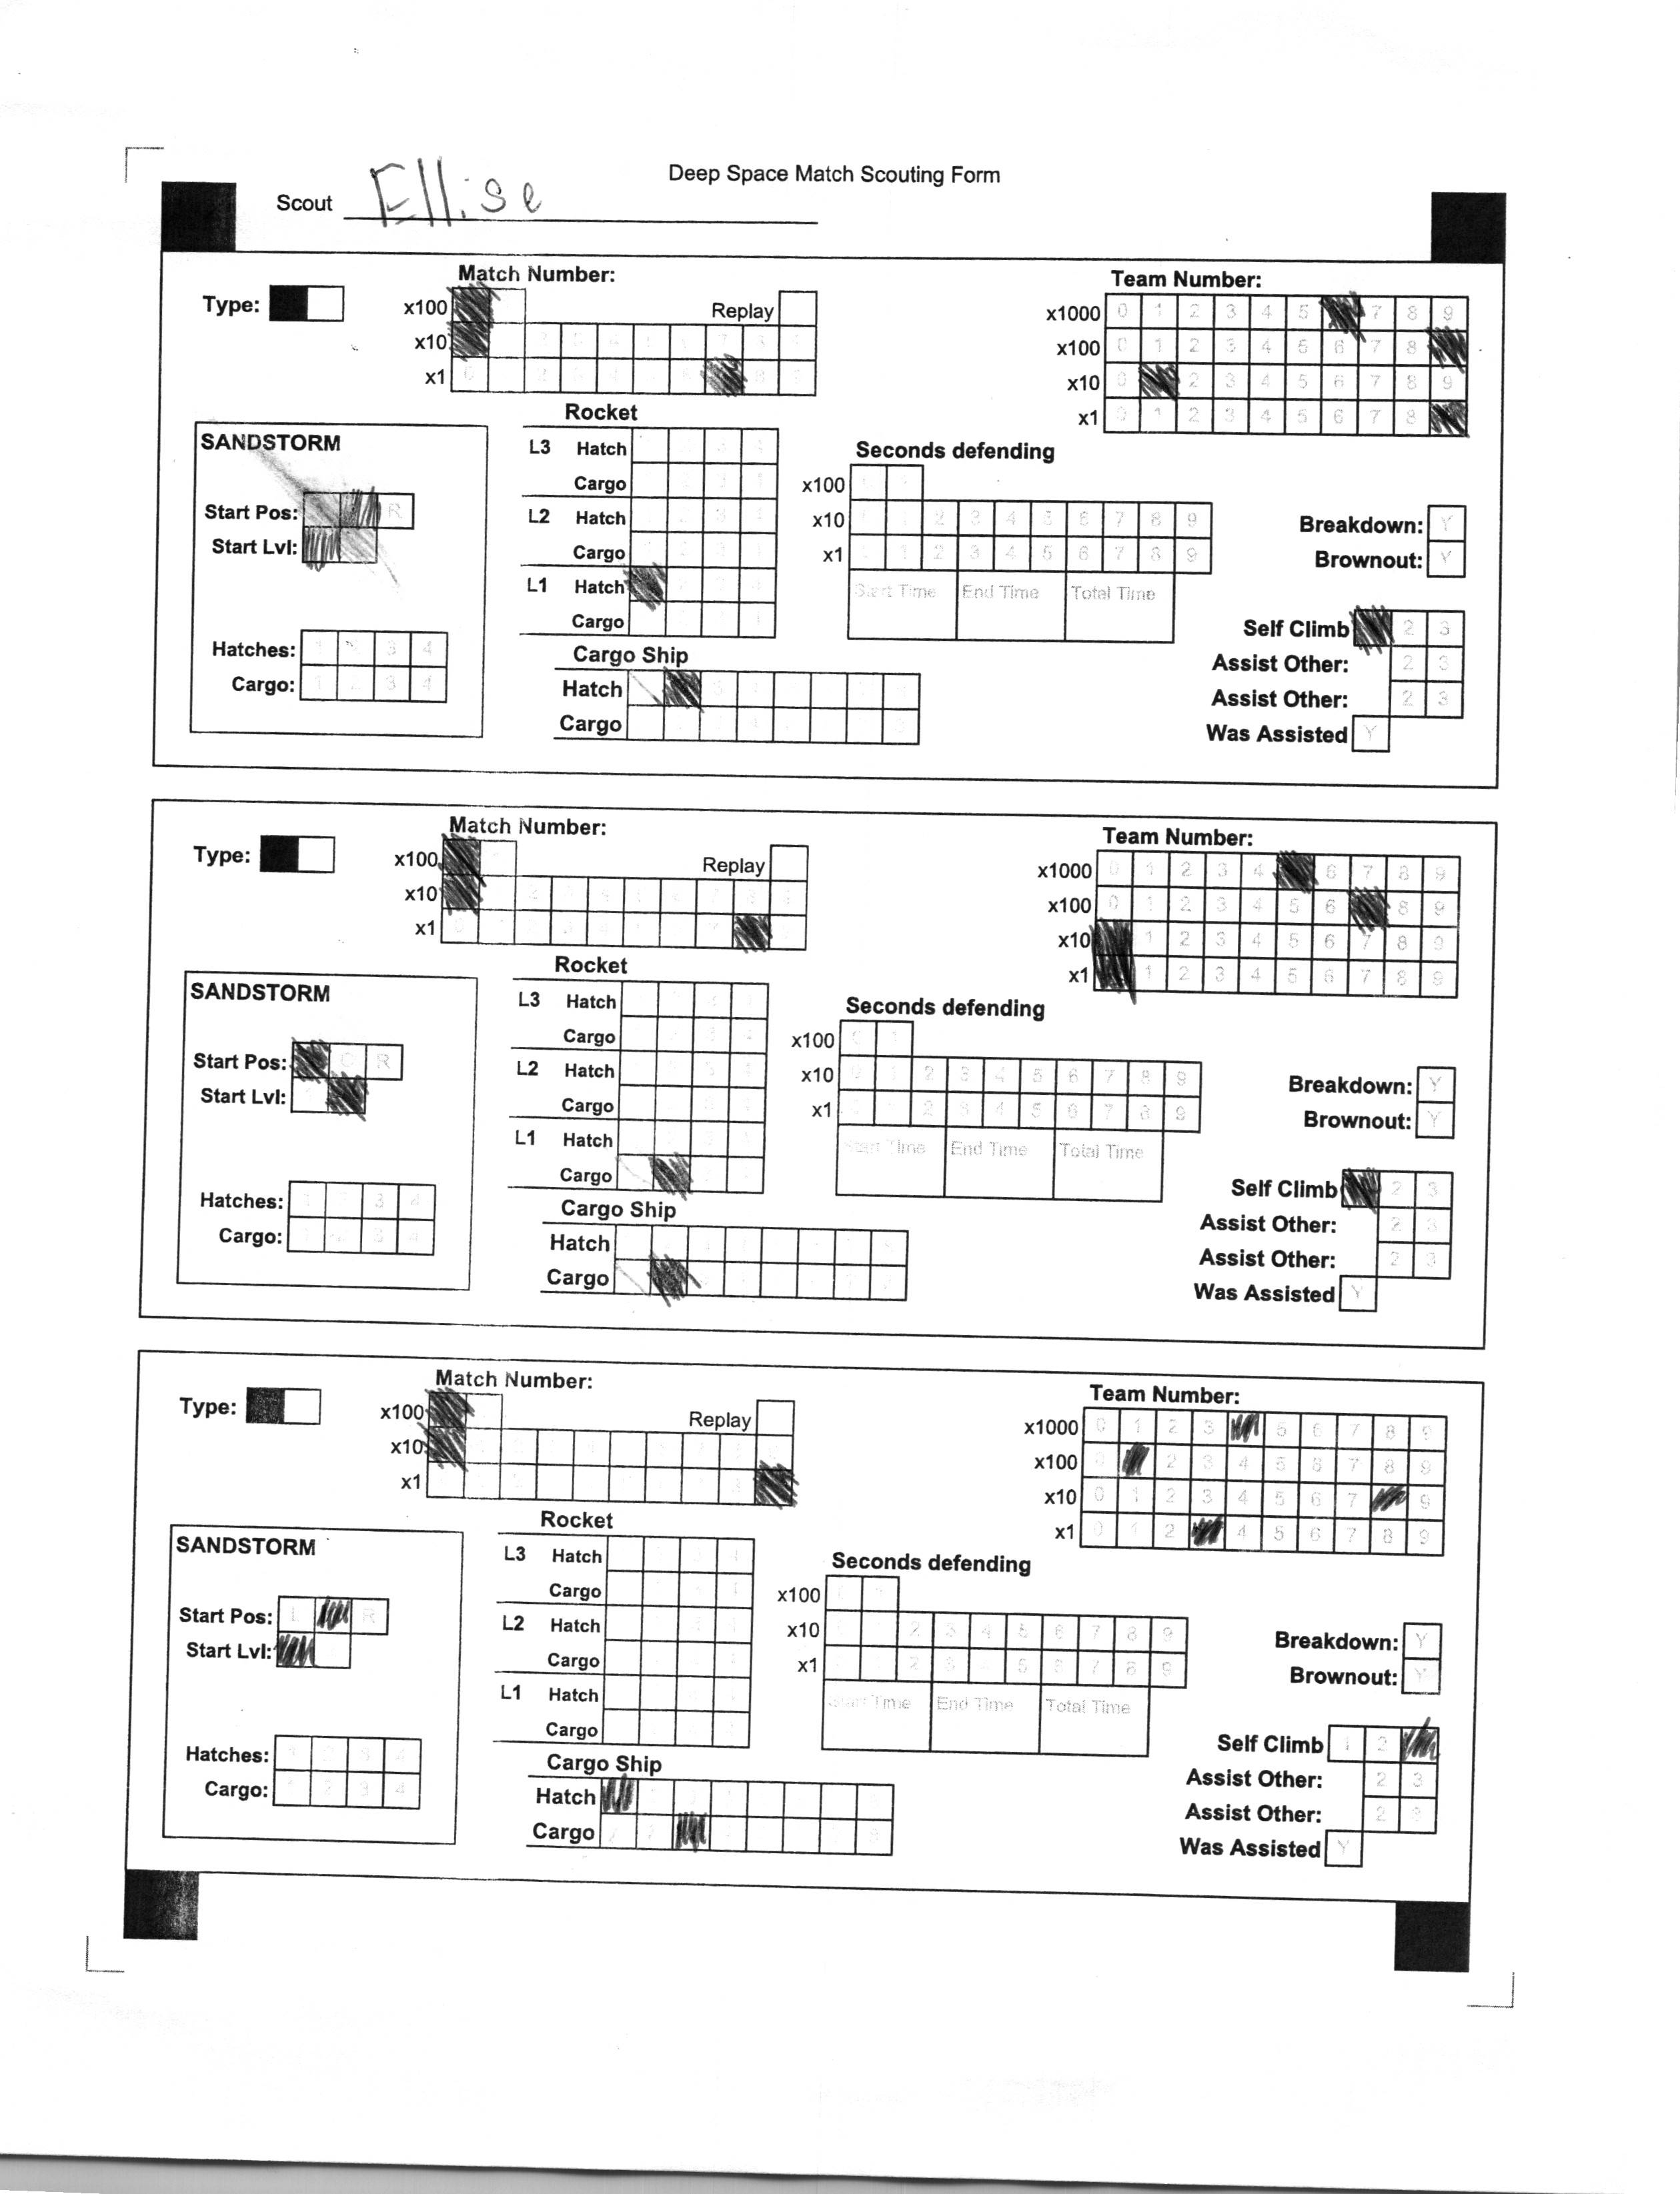 Deep Space Match Scouting Form
Scout Ellise
Match Number:
Team Number:
Type:
x100
Replay
x10
x1
x1000 0 1 2 3 4 5 7 8 9
x100 0 1 2 3 4 5 6 7 8
x10 0 2 3 4 5 6 7 8 9
x1 0 1 2 3 4 5 6 7 8
Rocket
SANDSTORM
L3 Hatch
Cargo
L2 Hatch
Cargo
L1 Hatch
Cargo
Start Pos: R
Start Lvl:
Hatches: 1 2 3 4
Cargo: 1 2 3 4
Cargo Ship
Hatch
Cargo
Seconds defending
x100
x10 2 3 4 5 6 7 8 9
x1 1 2 3 4 5 6 7 8 9
Start Time End Time Total Time
Breakdown: Y
Brownout: Y
Self Climb 2 3
Assist Other: 2 3
Assist Other: 2 3
Was Assisted Y
Match Number:
Team Number:
Type:
x100
Replay
x10
x1
x1000 0 1 2 3 4 6 7 8 9
x100 0 1 2 3 4 5 6 8 9
x10 1 2 3 4 5 6 7 8 9
x1 1 2 3 4 5 6 7 8 9
Rocket
SANDSTORM
L3 Hatch
Cargo
L2 Hatch
Cargo
L1 Hatch
Cargo
Start Pos: C R
Start Lvl:
Hatches: 1 2 3 4
Cargo: 1 2 3 4
Cargo Ship
Hatch
Cargo
Seconds defending
x100
x10 0 1 2 3 4 5 6 7 8 9
x1 2 3 4 5 6 7 8 9
Start Time End Time Total Time
Breakdown: Y
Brownout: Y
Self Climb 2 3
Assist Other: 2 3
Assist Other: 2 3
Was Assisted Y
Match Number:
Team Number:
Type:
x100
Replay
x10
x1
x1000 0 1 2 3 5 6 7 8 9
x100 0 2 3 4 5 6 7 8 9
x10 0 1 2 3 4 5 6 7 9
x1 0 1 2 4 5 6 7 8 9
Rocket
SANDSTORM
L3 Hatch
Cargo
L2 Hatch
Cargo
L1 Hatch
Cargo
Start Pos: L R
Start Lvl:
Hatches: 1 2 3 4
Cargo: 1 2 3 4
Cargo Ship
Hatch
Cargo
Seconds defending
x100
x10 2 3 4 5 6 7 8 9
x1 2 3 4 5 6 7 8 9
Start Time End Time Total Time
Breakdown: Y
Brownout: Y
Self Climb 1 2
Assist Other: 2 3
Assist Other: 2 3
Was Assisted Y